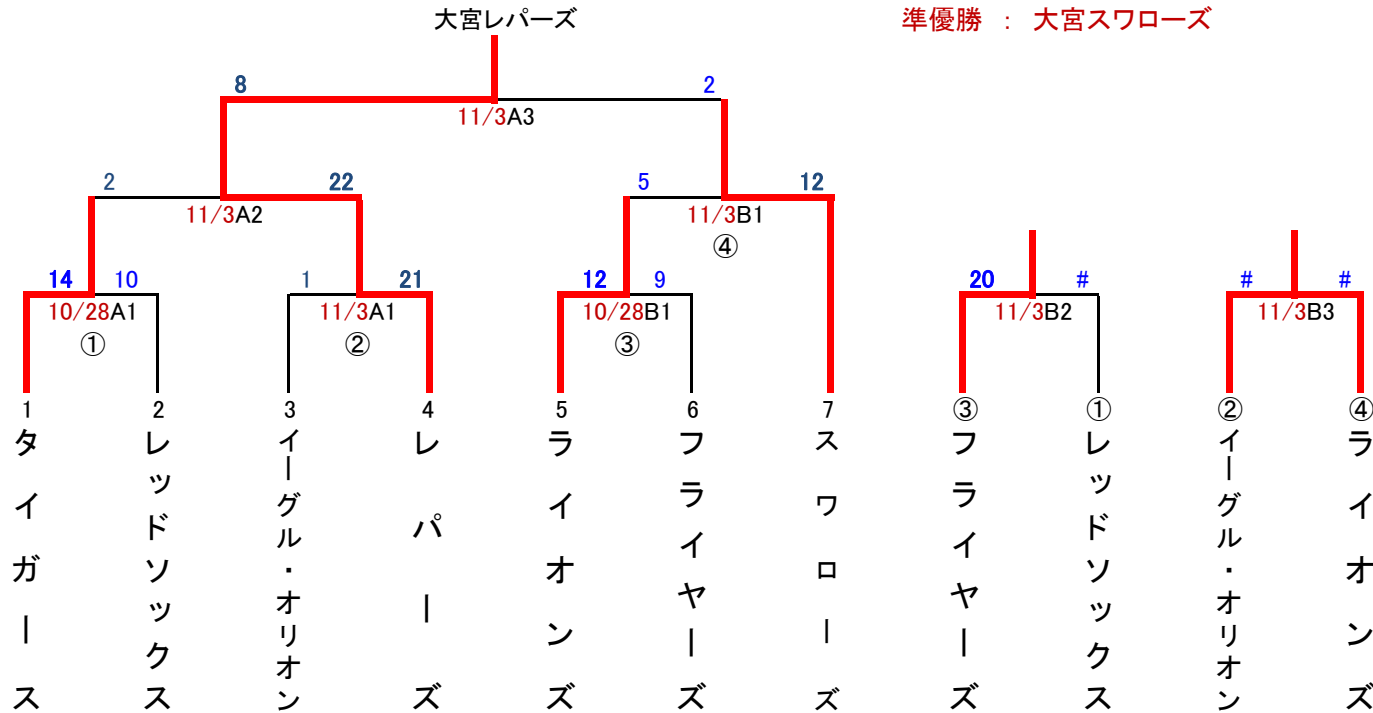 大宮レパーズ
準優勝 : 大宮スワローズ
8
2
11/3A3
2
22
5
12
11/3A2
11/3B1
④
14
10
1
21
12
9
20
#
#
#
10/28A1
11/3A1
10/28B1
11/3B2
11/3B3
①
②
③
1
2
3
4
5
6
7
③
①
②
④
タイガース
レッドソックス
イーグル・オリオン
レパーズ
ライオンズ
フライヤーズ
スワローズ
フライヤーズ
レッドソックス
イーグル・オリオン
ライオンズ